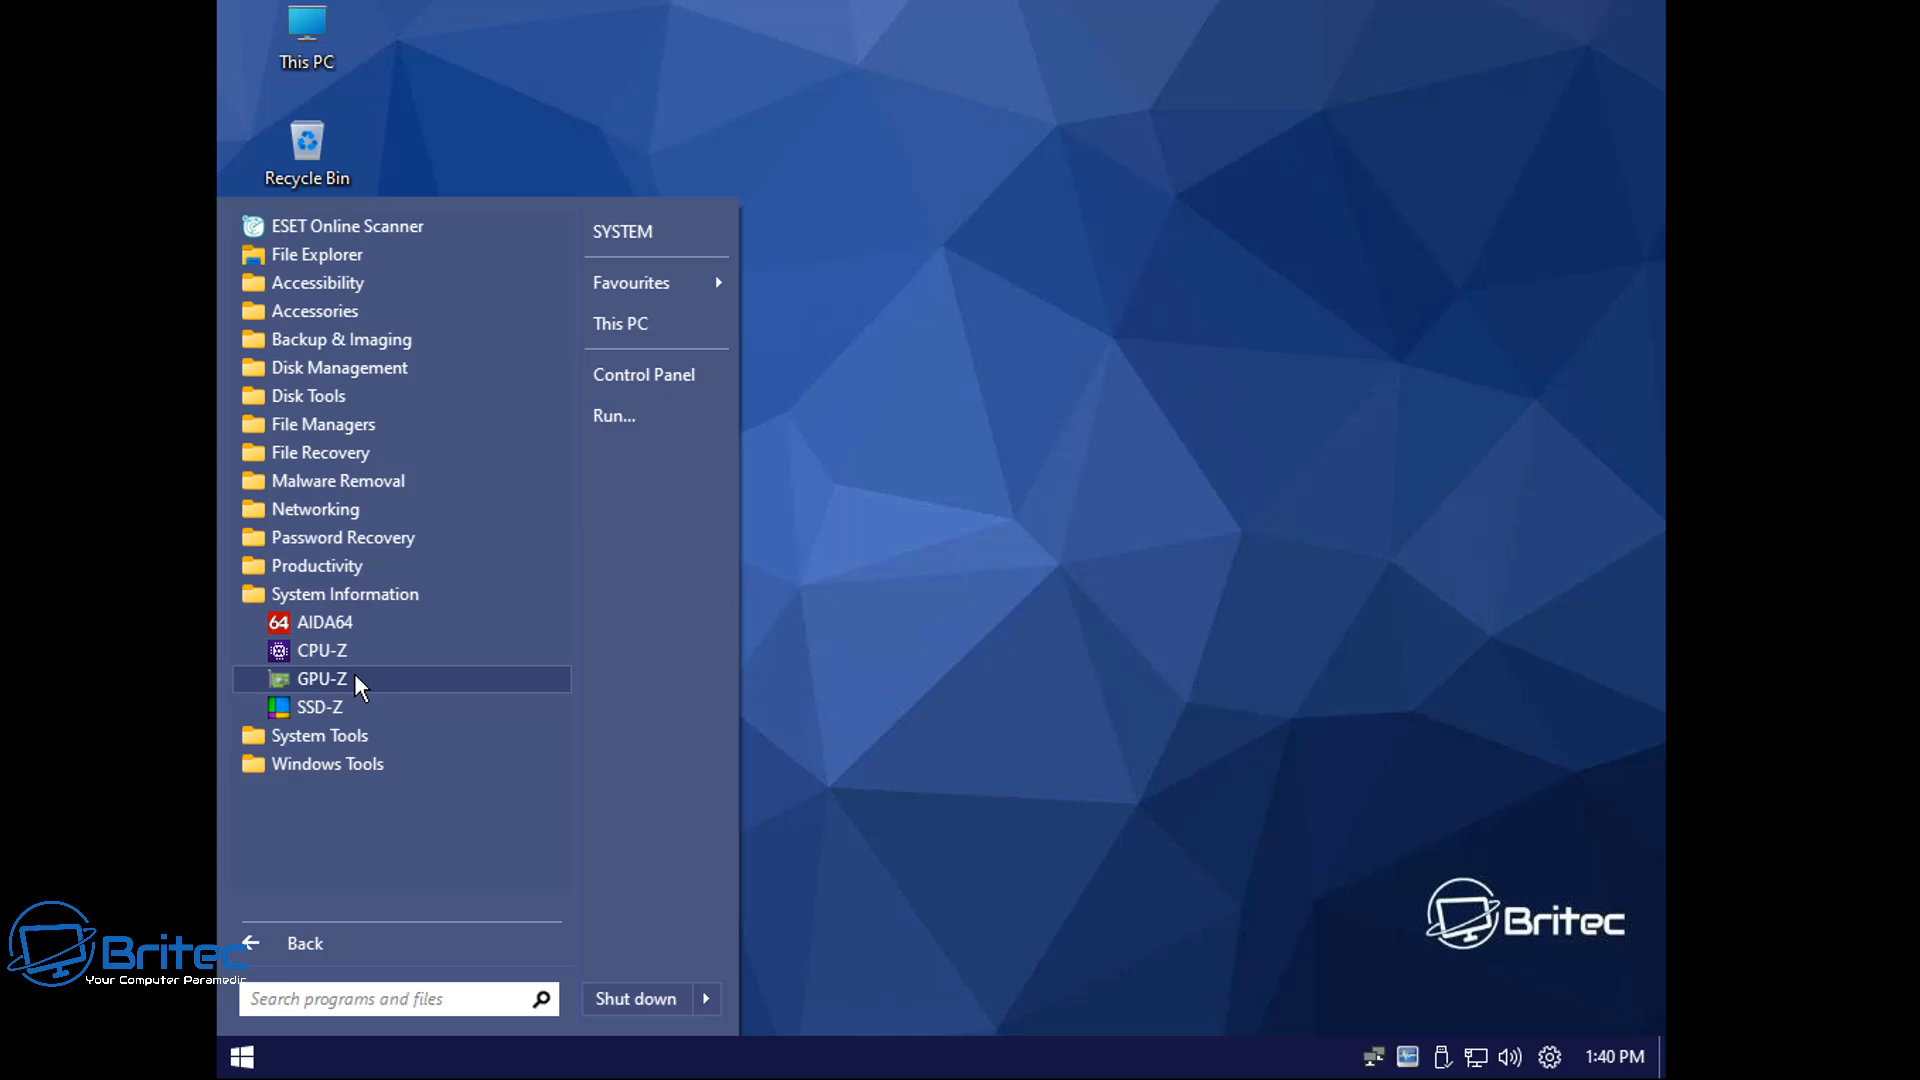 This PC
Recycle Bin
ESET Online Scanner
File Explorer
Accessibility
Accessories
Backup & Imaging
Disk Management
Disk Tools
File Managers
File Recovery
Malware Removal
Networking
Password Recovery
Productivity
System Information
64 AIDA64
CPU-Z
GPU-Z
SSD-Z
System Tools
Windows Tools
Back
Search programs and files
SYSTEM
Favourites
This PC
Control Panel
Run...
Shut down
Britec
Your Computer Paramedic
Britec
1:40 PM